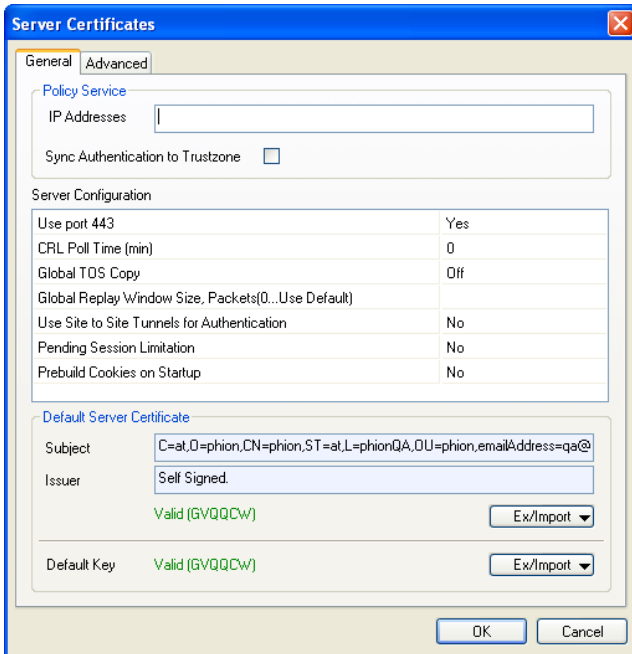 Server Certificates
General Advanced
Policy Service
IP Addresses
Sync Authentication to Trustzone
Server Configuration
Use port 443 Yes
CRL Poll Time (min) 0
Global TOS Copy Off
Global Replay Window Size, Packets(0...Use Default)
Use Site to Site Tunnels for Authentication No
Pending Session Limitation No
Prebuild Cookies on Startup No
Default Server Certificate
Subject C=at,O=phion,CN=phion,ST=at,L=phionQA,OU=phion,emailAddress=qa@
Issuer Self Signed.
Valid (GVQQCW) Ex/Import
Default Key Valid (GVQQCW) Ex/Import
OK Cancel